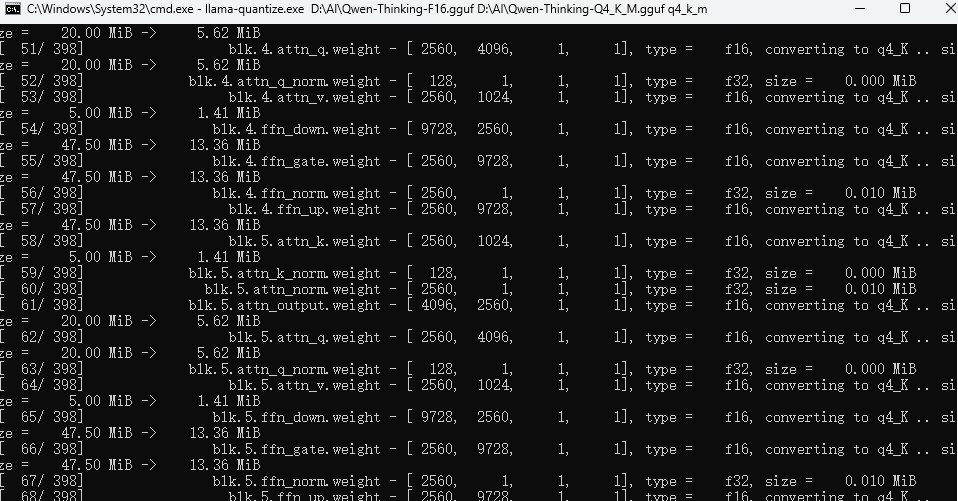 C:\Windows\System32\cmd.exe - llama-quantize.exe D:\AI\Qwen-Thinking-F16.gguf D:\AI\Qwen-Thinking-Q4_K_M.gguf q4_k_m
ze = 20.00 MiB -> 5.62 MiB
[ 51/ 398] blk.4.attn_q.weight - [ 2560, 4096, 1, 1], type = f16, converting to q4_K .. si
ze = 20.00 MiB -> 5.62 MiB
[ 52/ 398] blk.4.attn_q_norm.weight - [ 128, 1, 1, 1], type = f32, size = 0.000 MiB
[ 53/ 398] blk.4.attn_v.weight - [ 2560, 1024, 1, 1], type = f16, converting to q4_K .. si
ze = 5.00 MiB -> 1.41 MiB
[ 54/ 398] blk.4.ffn_down.weight - [ 9728, 2560, 1, 1], type = f16, converting to q4_K .. si
ze = 47.50 MiB -> 13.36 MiB
[ 55/ 398] blk.4.ffn_gate.weight - [ 2560, 9728, 1, 1], type = f16, converting to q4_K .. si
ze = 47.50 MiB -> 13.36 MiB
[ 56/ 398] blk.4.ffn_norm.weight - [ 2560, 1, 1, 1], type = f32, size = 0.010 MiB
[ 57/ 398] blk.4.ffn_up.weight - [ 2560, 9728, 1, 1], type = f16, converting to q4_K .. si
ze = 47.50 MiB -> 13.36 MiB
[ 58/ 398] blk.5.attn_k.weight - [ 2560, 1024, 1, 1], type = f16, converting to q4_K .. si
ze = 5.00 MiB -> 1.41 MiB
[ 59/ 398] blk.5.attn_k_norm.weight - [ 128, 1, 1, 1], type = f32, size = 0.000 MiB
[ 60/ 398] blk.5.attn_norm.weight - [ 2560, 1, 1, 1], type = f32, size = 0.010 MiB
[ 61/ 398] blk.5.attn_output.weight - [ 4096, 2560, 1, 1], type = f16, converting to q4_K .. si
ze = 20.00 MiB -> 5.62 MiB
[ 62/ 398] blk.5.attn_q.weight - [ 2560, 4096, 1, 1], type = f16, converting to q4_K .. si
ze = 20.00 MiB -> 5.62 MiB
[ 63/ 398] blk.5.attn_q_norm.weight - [ 128, 1, 1, 1], type = f32, size = 0.000 MiB
[ 64/ 398] blk.5.attn_v.weight - [ 2560, 1024, 1, 1], type = f16, converting to q4_K .. si
ze = 5.00 MiB -> 1.41 MiB
[ 65/ 398] blk.5.ffn_down.weight - [ 9728, 2560, 1, 1], type = f16, converting to q4_K .. si
ze = 47.50 MiB -> 13.36 MiB
[ 66/ 398] blk.5.ffn_gate.weight - [ 2560, 9728, 1, 1], type = f16, converting to q4_K .. si
ze = 47.50 MiB -> 13.36 MiB
[ 67/ 398] blk.5.ffn_norm.weight - [ 2560, 1, 1, 1], type = f32, size = 0.010 MiB
[ 68/ 398] blk.5.ffn_up.weight - [ 2560, 9728, 1, 1], type = f16, converting to q4_K .. si